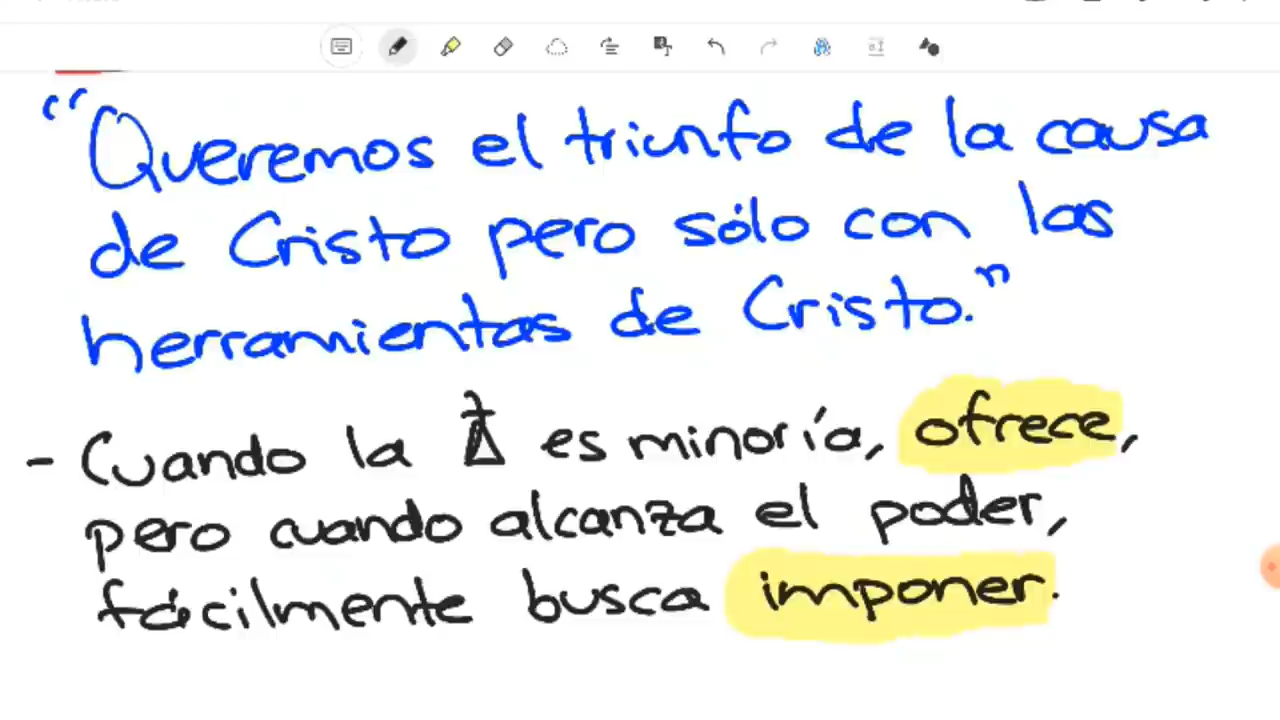 “Queremos el triunfo de la causa
de Cristo pero sólo con las
herramientas de Cristo.”
- Cuando la es minoría, ofrece,
pero cuando alcanza el poder,
fácilmente busca imponer.